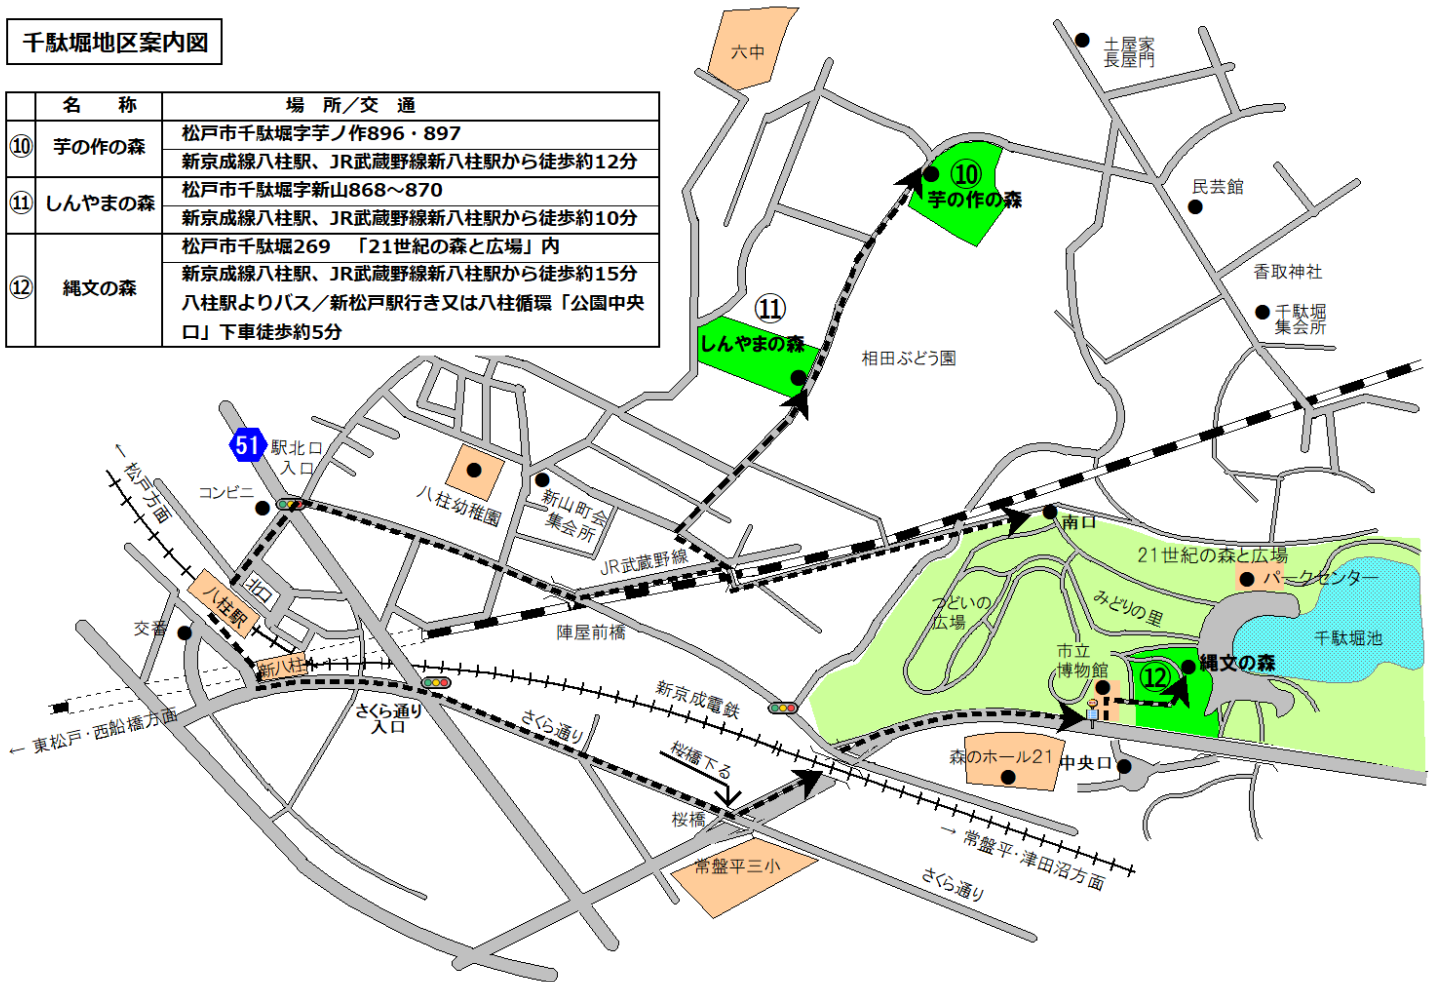 千駄堀地区案内図
名　称
場　所／交　通
⑩
芋の作の森
松戸市千駄堀字芋ノ作896・897
新京成線八柱駅、JR武蔵野線新八柱駅から徒歩約12分
⑪
しんやまの森
松戸市千駄堀字新山868～870
新京成線八柱駅、JR武蔵野線新八柱駅から徒歩約10分
⑫
縄文の森
松戸市千駄堀269　「21世紀の森と広場」内
新京成線八柱駅、JR武蔵野線新八柱駅から徒歩約15分
八柱駅よりバス／新松戸駅行き又は八柱循環「公園中央
口」下車徒歩約5分
六中
土屋家
長屋門
⑩
芋の作の森
民芸館
香取神社
千駄堀
集会所
⑪
しんやまの森
相田ぶどう園
51
駅北口
入口
← 松戸方面
コンビニ
八柱幼稚園
新山町会
集会所
JR武蔵野線
南口
21世紀の森と広場
パークセンター
北口
八柱駅
つどいの
広場
みどりの里
千駄堀池
交番
陣屋前橋
市立
博物館
縄文の森
⑫
新八柱
新京成電鉄
さくら通り
入口
さくら通り
← 東松戸・西船橋方面
桜橋下る
森のホール21
中央口
桜橋
→ 常盤平・津田沼方面
常盤平三小
さくら通り